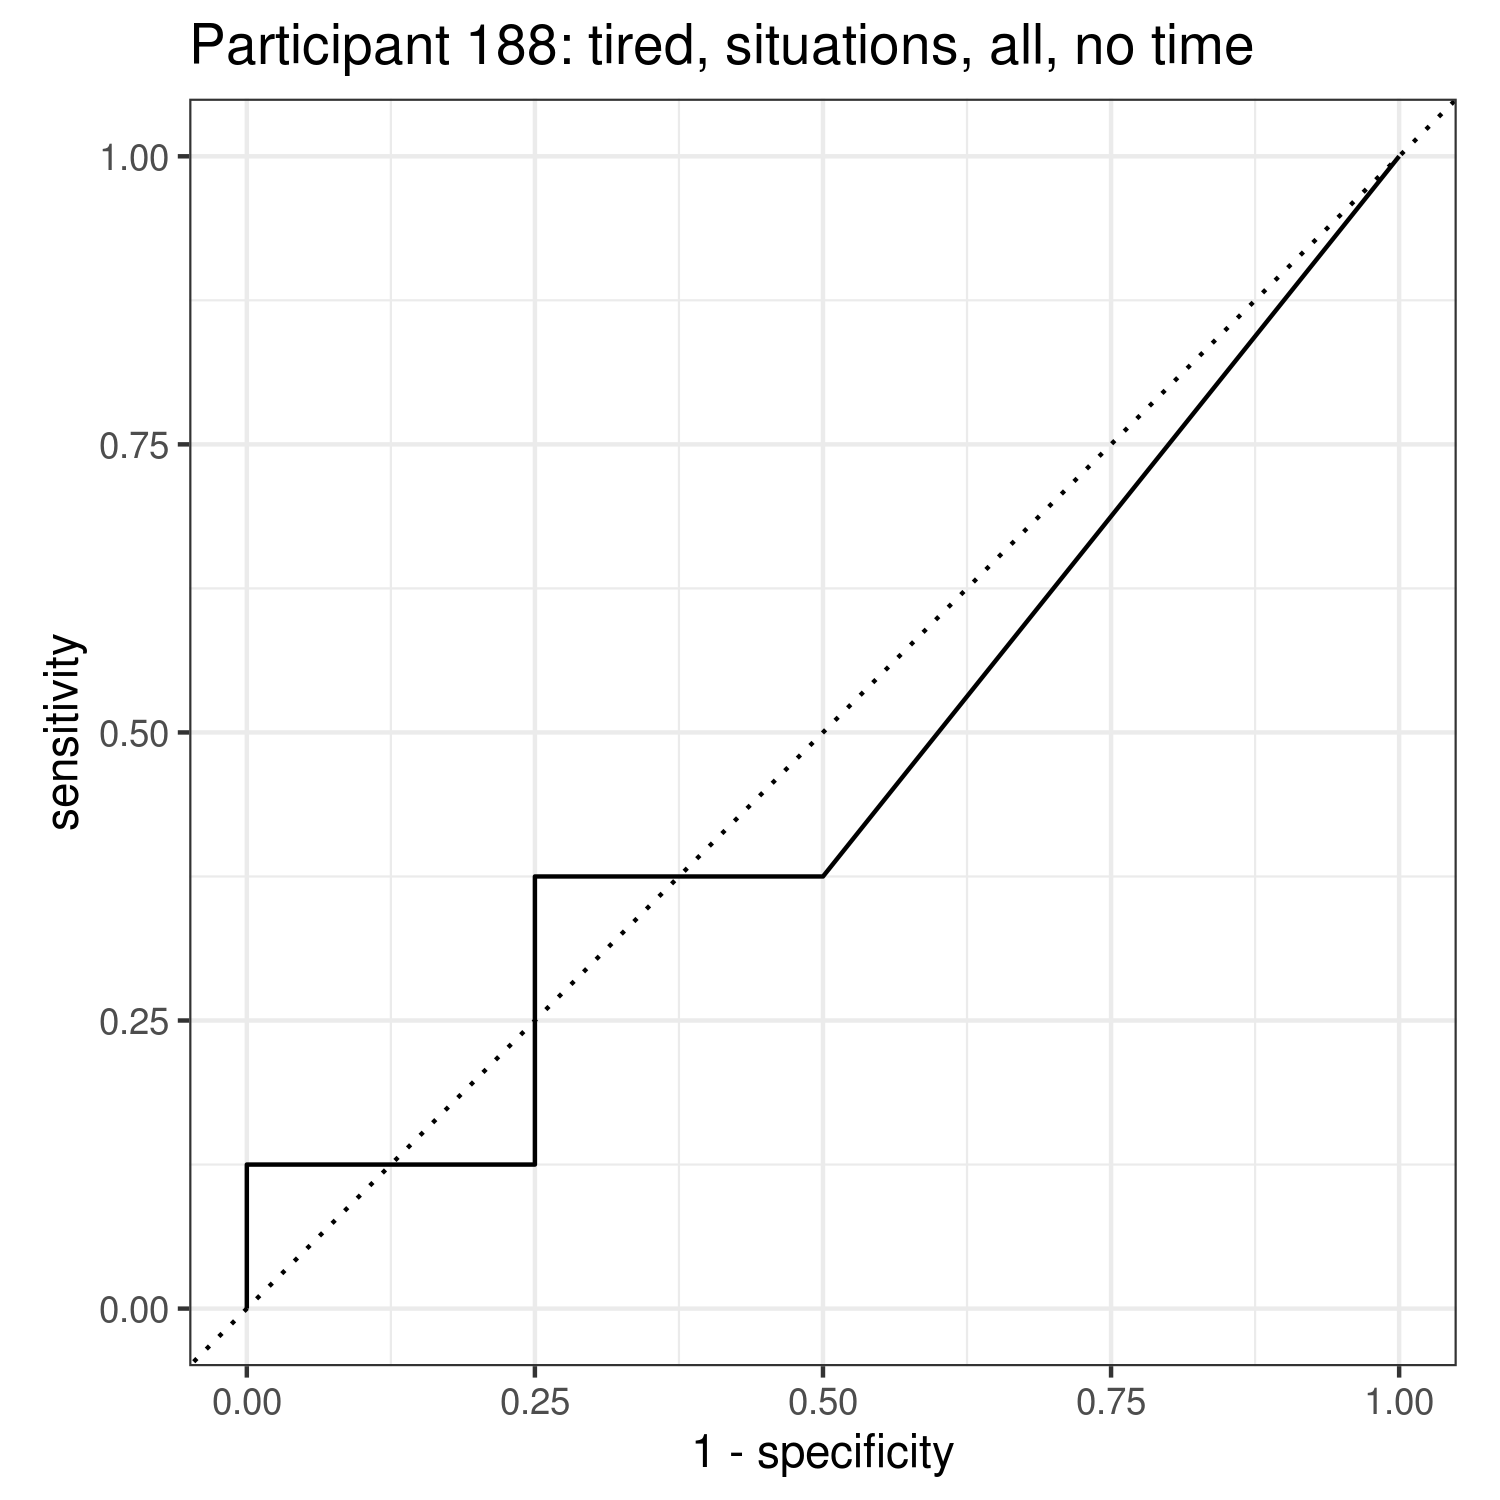 Participant 188: tired, situations, all, no time
1.00
0.75
0.50
0.25
0.00
sensitivity
0.00 0.25 0.50 0.75 1.00
1 - specificity